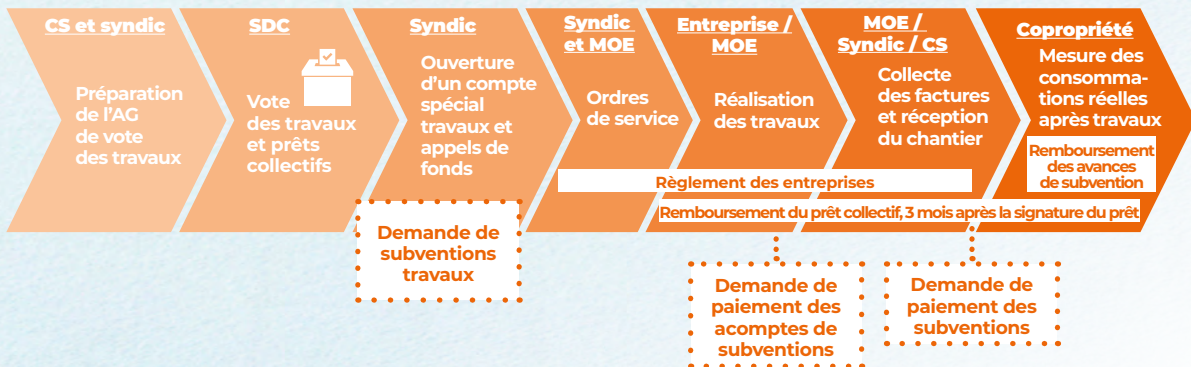 CS et syndic
Préparation
de l'AG
de vote
des travaux
SDC
Vote
des travaux
et prêts
collectifs
Syndic
Ouverture
d'un compte
spécial
travaux et
appels de
fonds
Syndic
et MOE
Ordres
de service
Entreprise /
MOE
Réalisation
des travaux
MOE /
Syndic / CS
Collecte
des factures
et réception
du chantier
Copropriété
Mesure des
consomma-
tions réelles
après travaux
Remboursement
des avances
de subvention
Règlement des entreprises
Remboursement du prêt collectif, 3 mois après la signature du prêt
Demande de
subventions
travaux
Demande de
paiement des
acomptes de
subventions
Demande de
paiement des
subventions